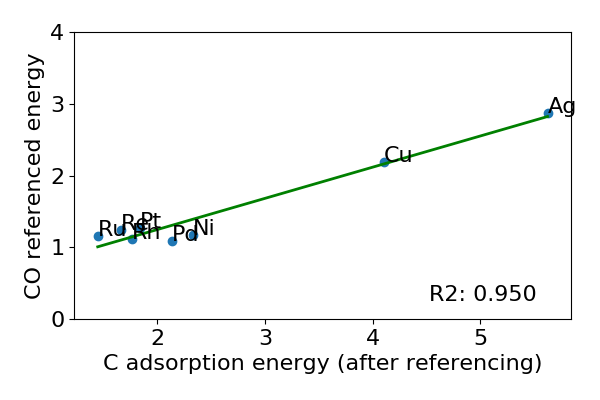 4
3
2
1
0
CO referenced energy
Ag
Cu
Re
Pt
Ru
Rh
Pd
Ni
R2: 0.950
2
3
4
5
C adsorption energy (after referencing)